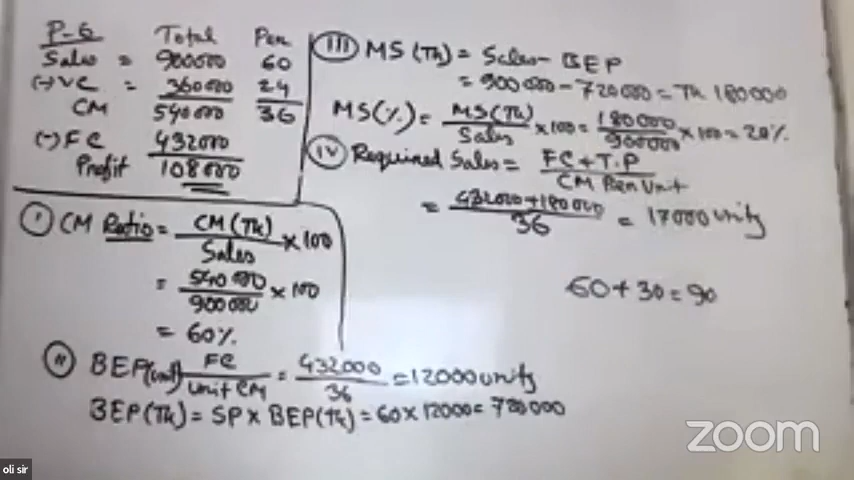 P-6 Total Per
Sales = 900000 60
(-) VC = 360000 24
CM 540000 36
(-) FC 432000
Profit 108000
(I) CM Ratio = CM (Tk) / Sales × 100
= 540000 / 900000 × 100
= 60%
(II) BEP (unit) = FC / Unit CM = 432000 / 36 = 12000 units
BEP (Tk) = SP × BEP (Tk) = 60 × 12000 = 720000
(III) MS (Tk) = Sales - BEP
= 900000 - 720000 = Tk 180000
MS (%) = MS (Tk) / Sales × 100 = 180000 / 900000 × 100 = 20%
(IV) Required Sales = FC + T.P / CM Per Unit
= 432000 + 180000 / 36 = 17000 units
60 + 30 = 90
zoom
oli sir